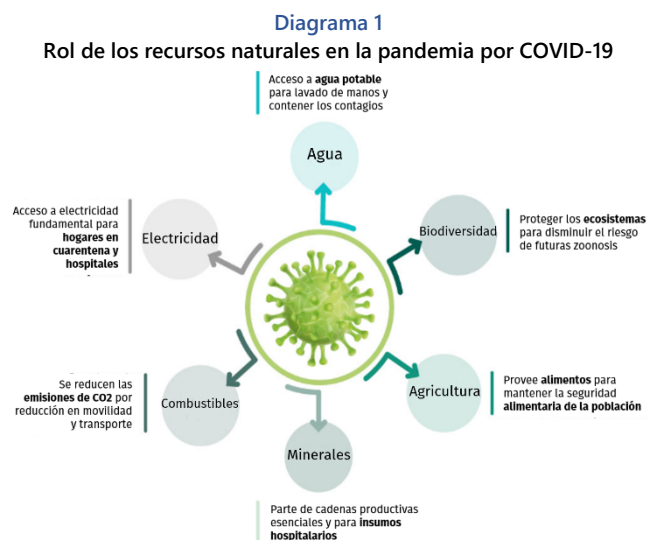 Diagrama 1
Rol de los recursos naturales en la pandemia por COVID-19
Acceso a agua potable
para lavado de manos y
contener los contagios
Agua
Biodiversidad
Proteger los ecosistemas
para disminuir el riesgo
de futuras zoonosis
Agricultura
Provee alimentos para
mantener la seguridad
alimentaria de la población
Minerales
Parte de cadenas productivas
esenciales y para insumos
hospitalarios
Combustibles
Se reducen las
emisiones de CO2 por
reducción en movilidad
y transporte
Electricidad
Acceso a electricidad
fundamental para
hogares en
cuarentena y
hospitales